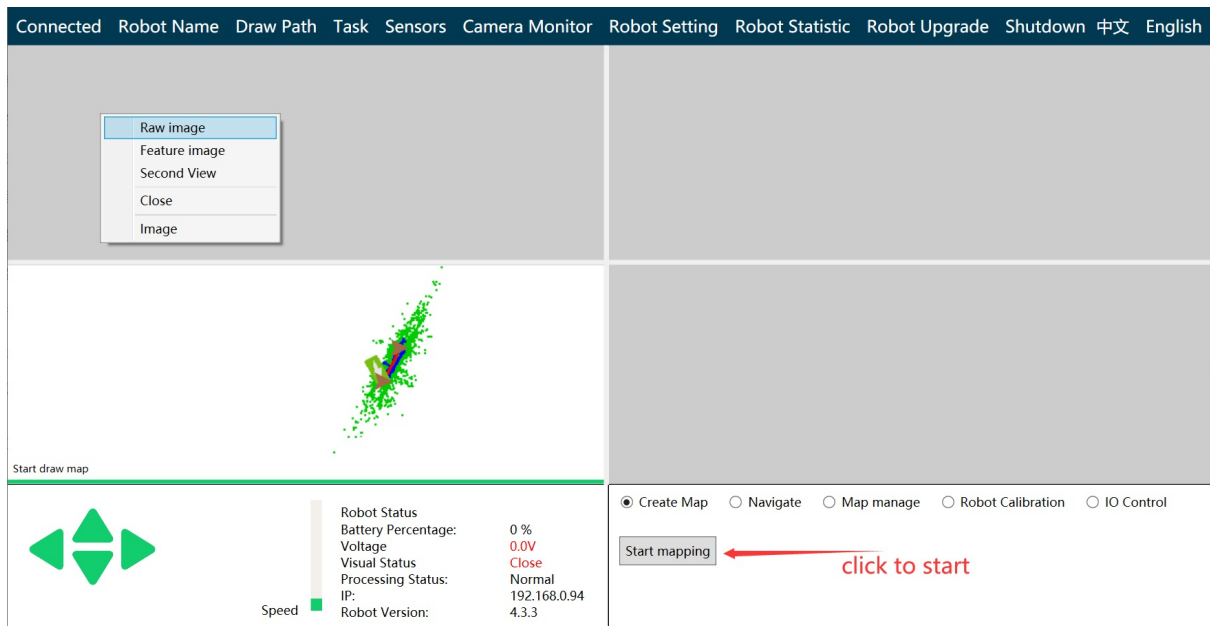 Connected Robot Name Draw Path Task Sensors Camera Monitor Robot Setting Robot Statistic Robot Upgrade Shutdown 中文 English
Raw image
Feature image
Second View
Close
Image
Start draw map
Speed
Robot Status
Battery Percentage: 0 %
Voltage 0.0V
Visual Status Close
Processing Status: Normal
IP: 192.168.0.94
Robot Version: 4.3.3
Create Map Navigate Map manage Robot Calibration IO Control
Start mapping
click to start